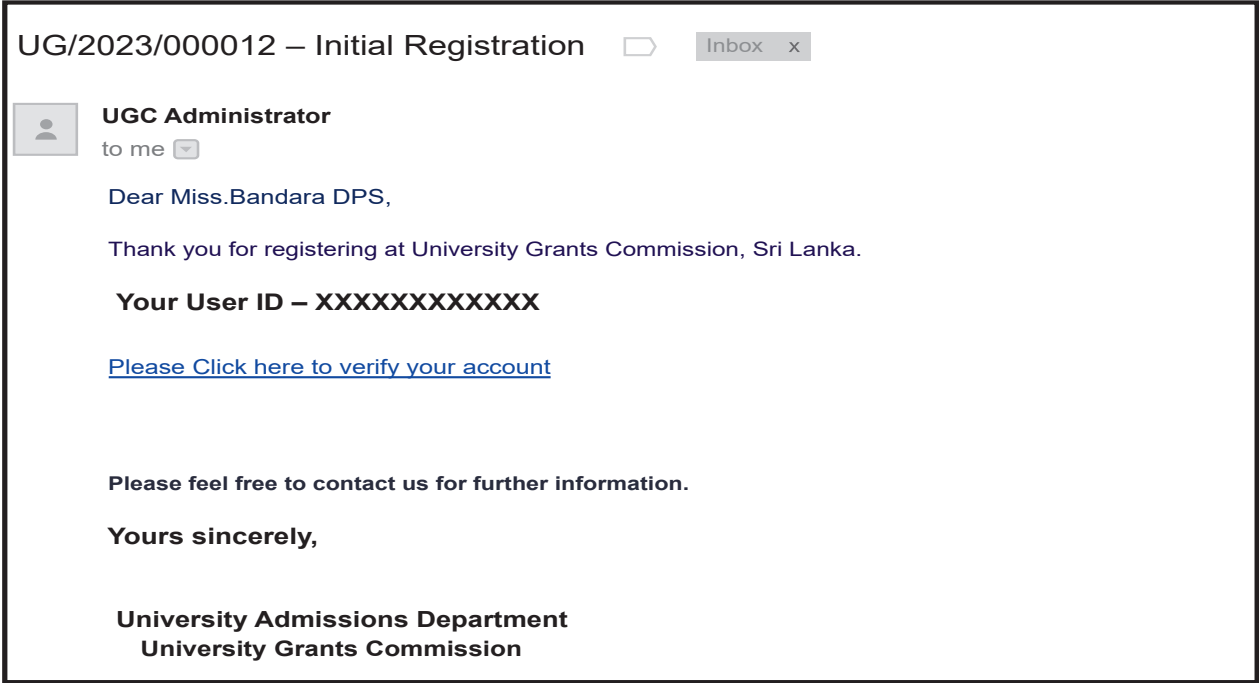 UG/2023/000012 – Initial Registration Inbox x
UGC Administrator
to me
Dear Miss.Bandara DPS,
Thank you for registering at University Grants Commission, Sri Lanka.
Your User ID – XXXXXXXXXXXX
Please Click here to verify your account
Please feel free to contact us for further information.
Yours sincerely,
University Admissions Department
University Grants Commission